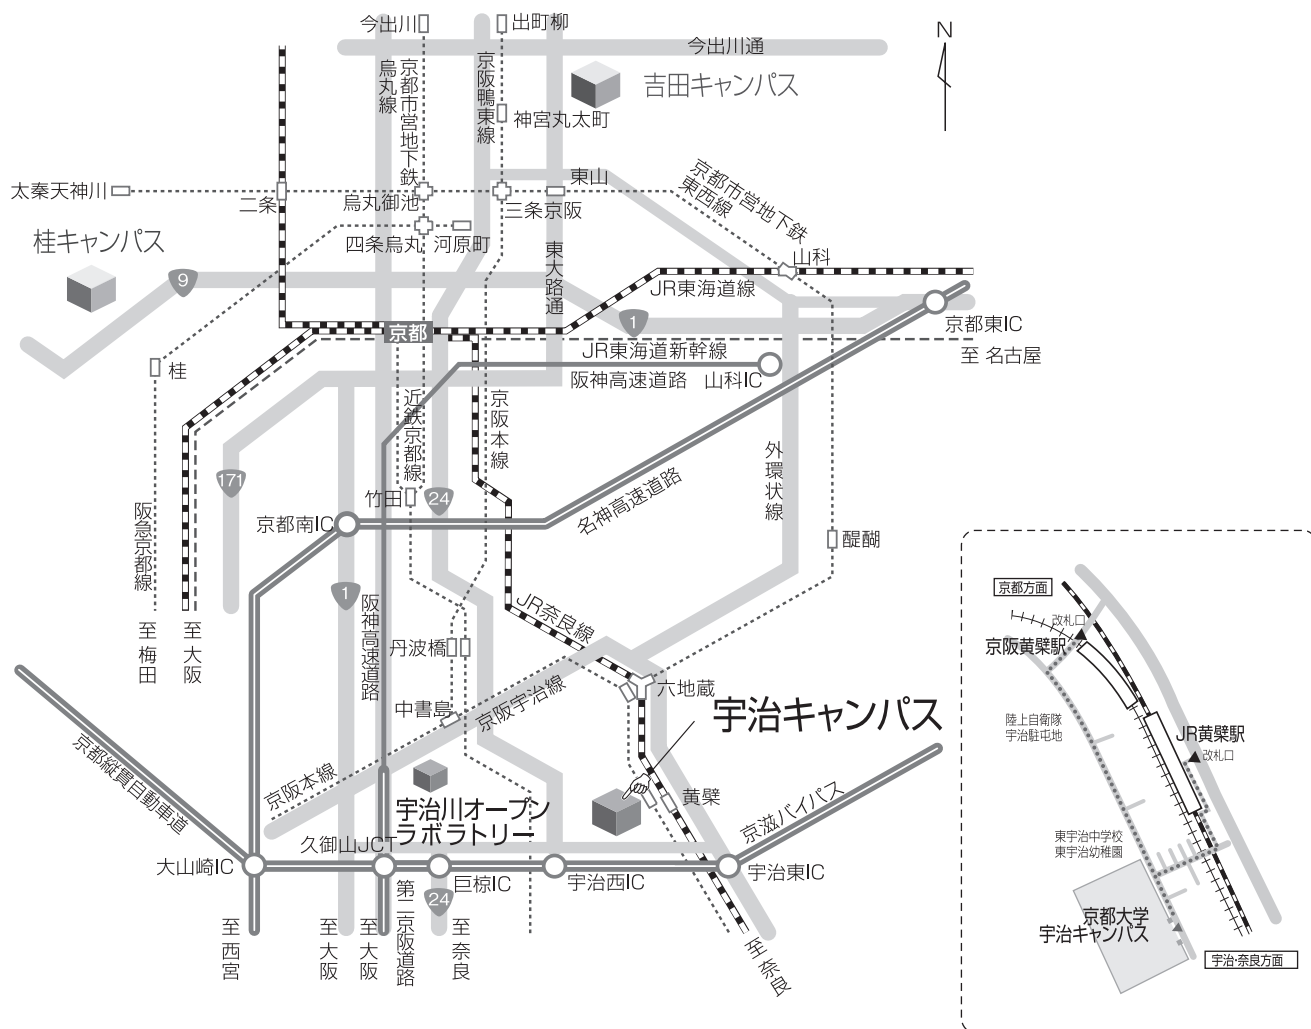 今出川
出町柳
N
今出川通
京都市営地下鉄
烏丸線
京阪鴨東線
吉田キャンパス
神宮丸太町
太秦天神川
二条
烏丸御池
三条京阪
東山
京都市営地下鉄
東西線
桂キャンパス
四条烏丸
河原町
東大路通
山科
9
JR東海道線
京都
1
京都東IC
JR東海道新幹線
至 名古屋
桂
阪神高速道路
山科IC
近鉄京都線
京阪本線
外環状線
171
竹田
24
名神高速道路
京都南IC
阪急京都線
醍醐
1
阪神高速道路
JR奈良線
至 梅田
至 大阪
丹波橋
六地蔵
中書島
京阪宇治線
宇治キャンパス
京都縦貫自動車道
京阪本線
黄檗
宇治川オープン
ラボラトリー
京滋バイパス
久御山JCT
大山崎IC
巨椋IC
宇治西IC
宇治東IC
24
至 西宮
至 大阪
至 大阪
第二京阪道路
至 奈良
至 奈良
京都方面
改札口
京阪黄檗駅
陸上自衛隊
宇治駐屯地
JR黄檗駅
改札口
東宇治中学校
東宇治幼稚園
京都大学
宇治キャンパス
宇治・奈良方面